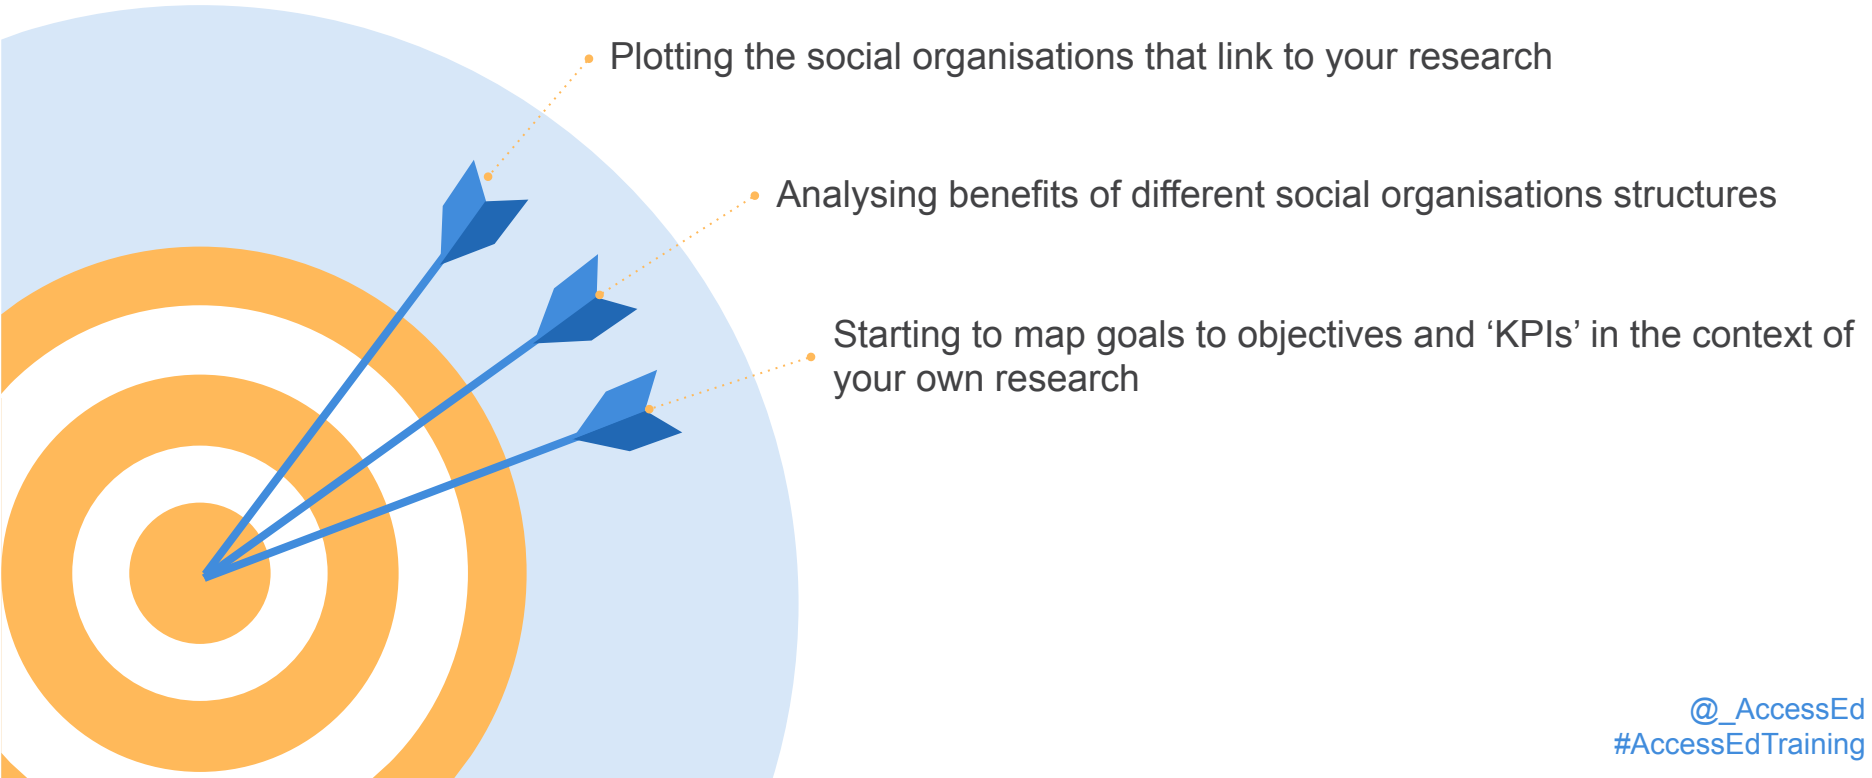 Plotting the social organisations that link to your research
Analysing benefits of different social organisations structures
Starting to map goals to objectives and ‘KPIs’ in the context of
your own research
@_AccessEd
#AccessEdTraining